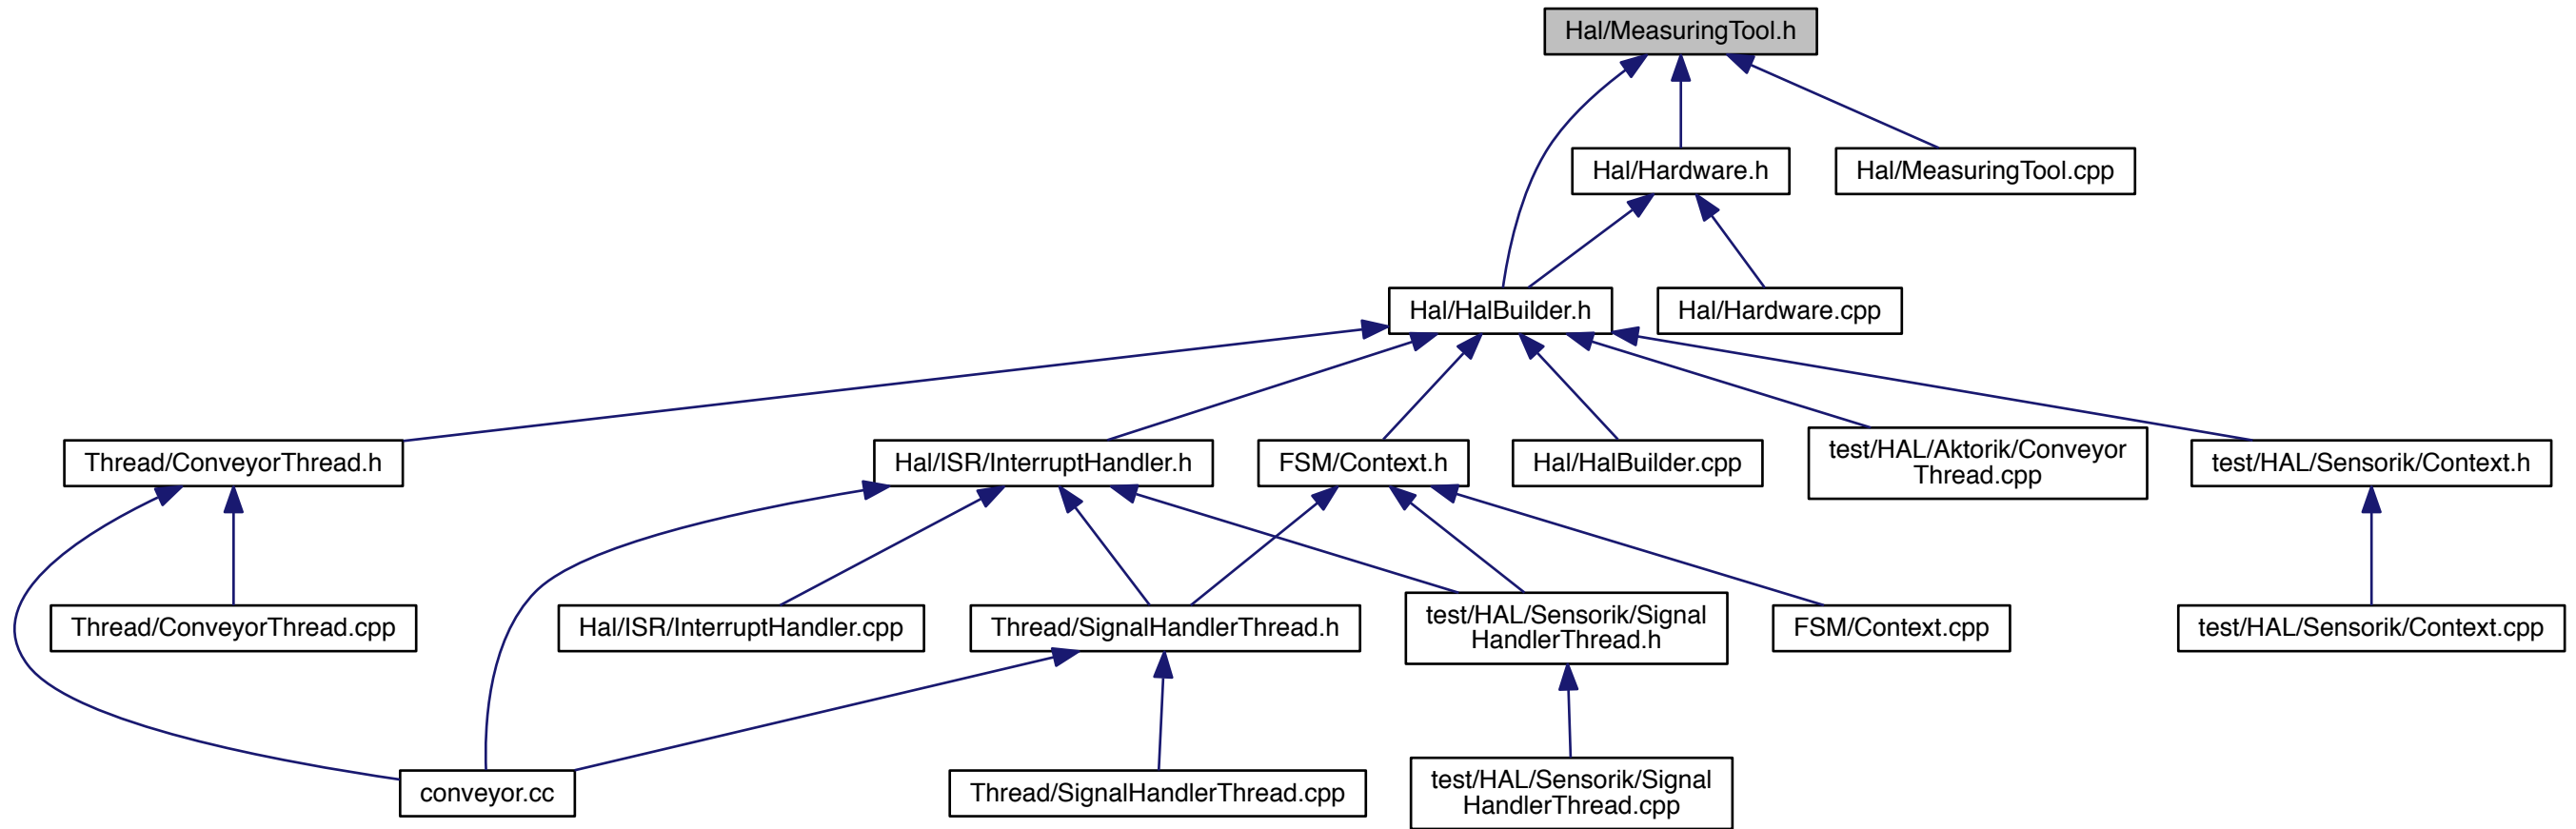 Hal/MeasuringTool.h
Hal/Hardware.h
Hal/MeasuringTool.cpp
Hal/HalBuilder.h
Hal/Hardware.cpp
Thread/ConveyorThread.h
Hal/ISR/InterruptHandler.h
FSM/Context.h
Hal/HalBuilder.cpp
test/HAL/Aktorik/Conveyor
Thread.cpp
test/HAL/Sensorik/Context.h
Thread/ConveyorThread.cpp
Hal/ISR/InterruptHandler.cpp
Thread/SignalHandlerThread.h
test/HAL/Sensorik/Signal
HandlerThread.h
FSM/Context.cpp
test/HAL/Sensorik/Context.cpp
conveyor.cc
Thread/SignalHandlerThread.cpp
test/HAL/Sensorik/Signal
HandlerThread.cpp